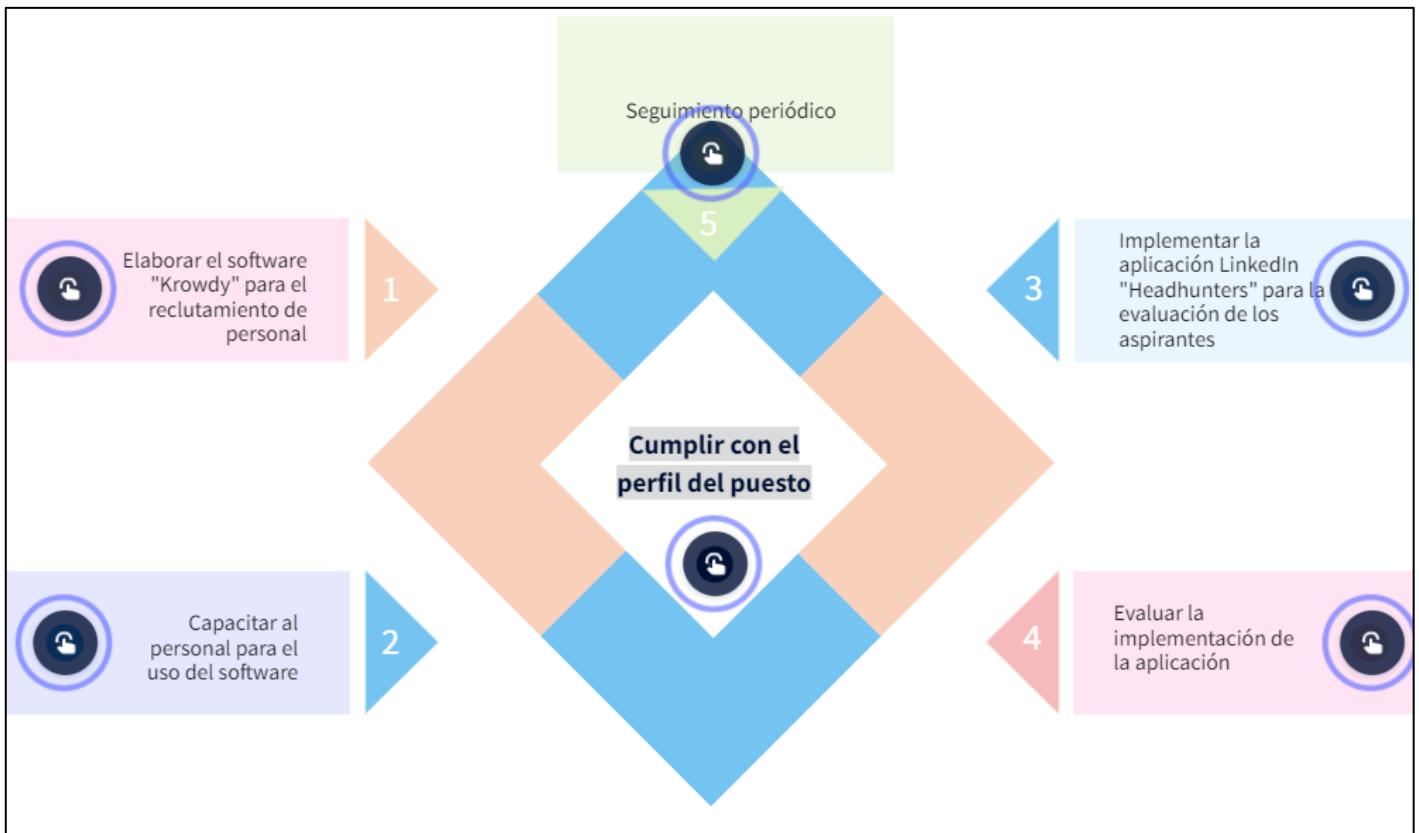 Seguimiento periódico
5
Elaborar el software
"Krowdy" para el
reclutamiento de
personal
1
3
Implementar la
aplicación LinkedIn
"Headhunters" para la
evaluación de los
aspirantes
Cumplir con el
perfil del puesto
Capacitar al
personal para el
uso del software
2
4
Evaluar la
implementación de
la aplicación